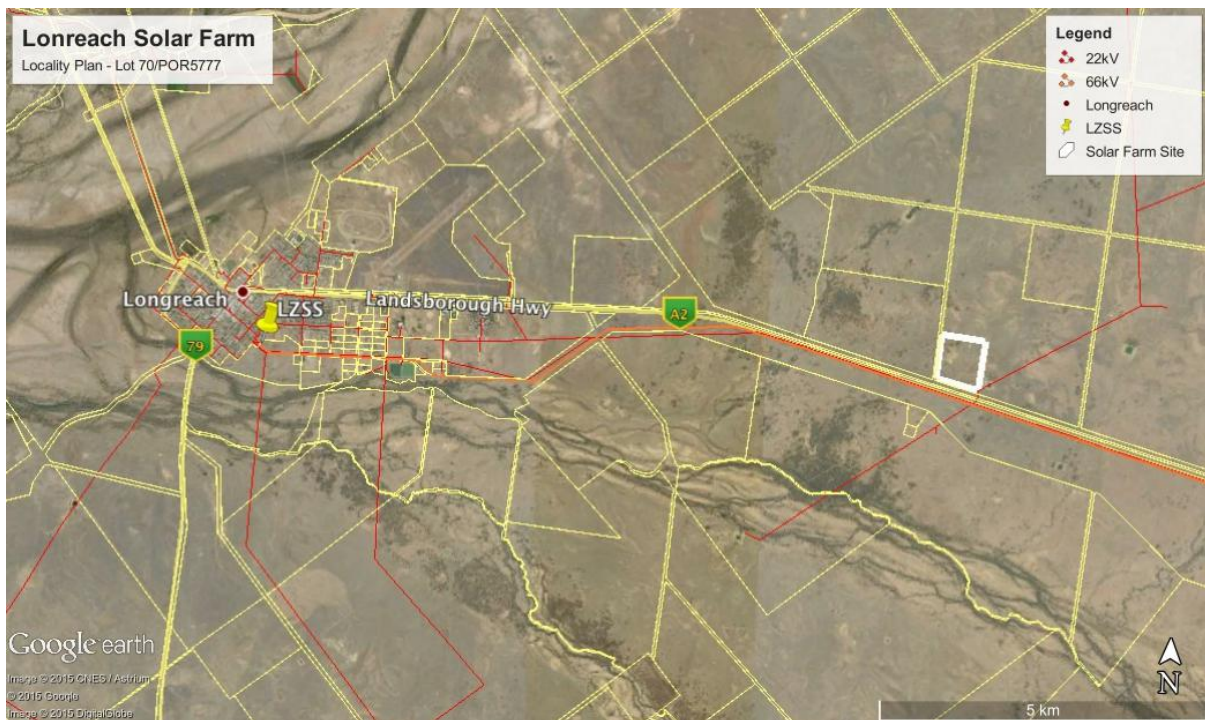 Lonreach Solar Farm
Locality Plan - Lot 70/POR5777
Legend
22kV
66kV
Longreach
LZSS
Solar Farm Site
Longreach
LZSS
Landsborough Hwy
A2
79
Google earth
Image © 2015 CNES / Astrium
© 2015 Google
Image © 2015 DigitalGlobe
N
5 km